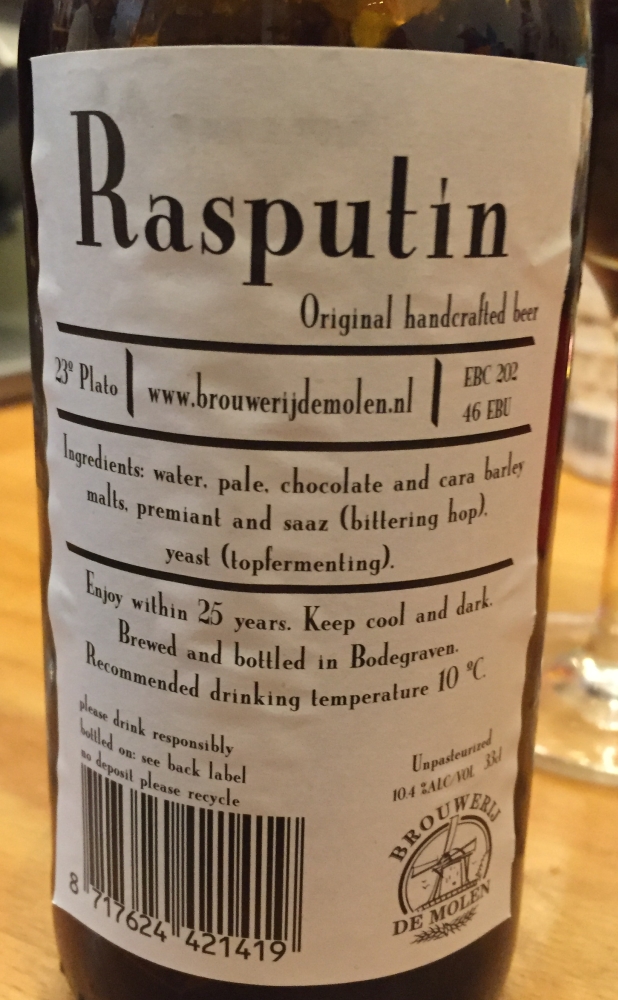 Rasputin
Original handcrafted beer
23º Plato
www.brouwerijdemolen.nl
EBC 202
46 EBU
Ingredients: water, pale, chocolate and cara barley
malts, premiant and saaz (bittering hop),
yeast (topfermenting).
Enjoy within 25 years. Keep cool and dark.
Brewed and bottled in Bodegraven.
Recommended drinking temperature 10 ºC.
please drink responsibly
bottled on: see back label
no deposit please recycle
Unpasteurized
10.4 %ALC/VOL 33cl
BROUWERIJ
DE MOLEN
8 717624 421419